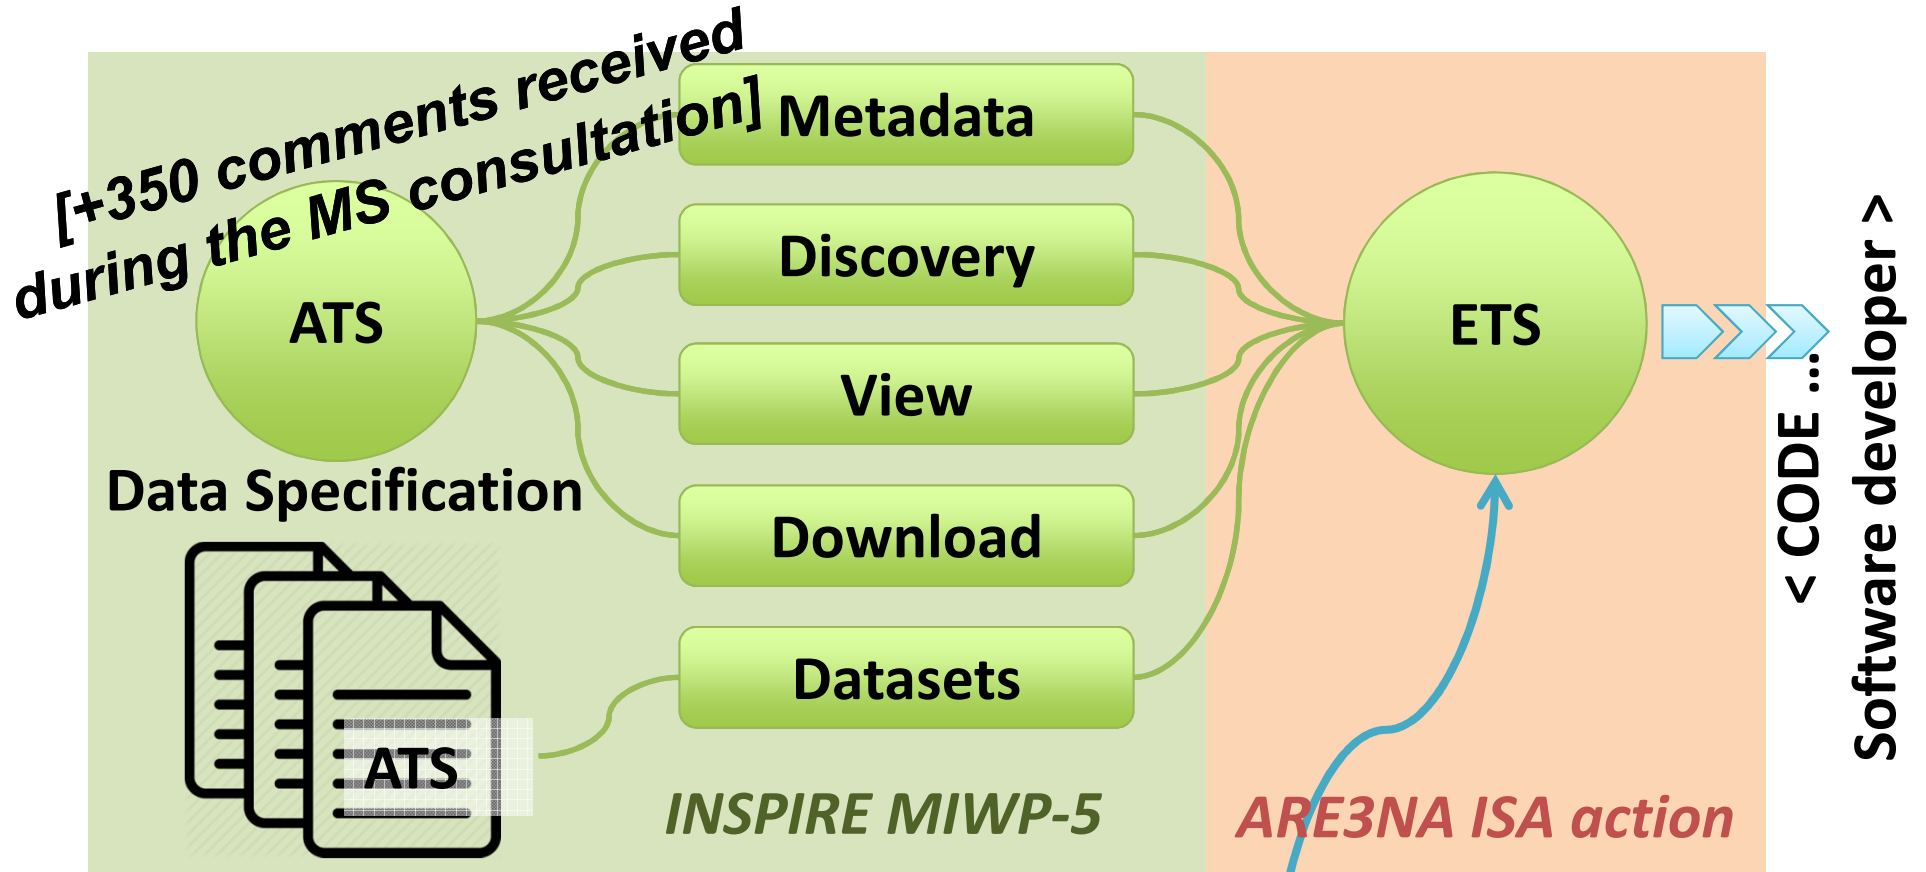 [+350 comments received
during the MS consultation]
ATS
Data Specification
ATS
Metadata
Discovery
View
Download
Datasets
INSPIRE MIWP-5
ETS
ARE3NA ISA action
< CODE ...
Software developer >